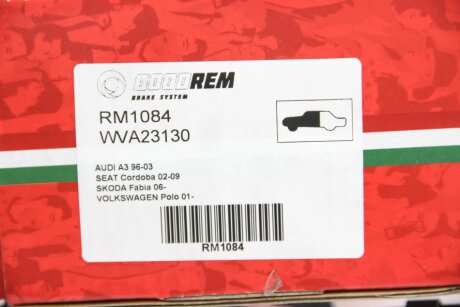 GOODREM
BRAKE SYSTEM
RM1084
WVA23130
AUDI A3 96-03
SEAT Cordoba 02-09
SKODA Fabia 06-
VOLKSWAGEN Polo 01-
RM1084